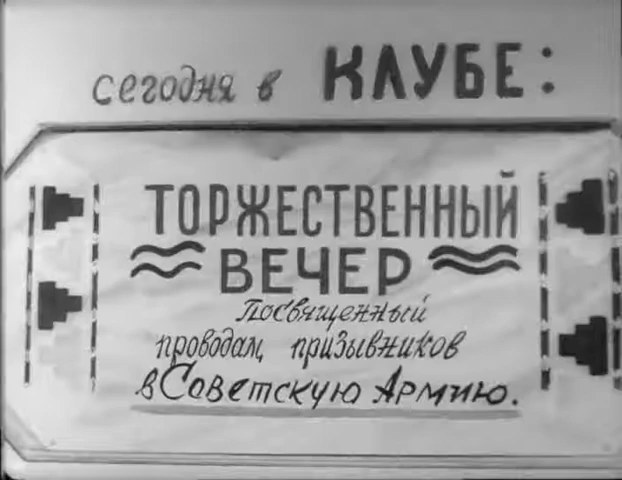 сегодня в КЛУБЕ:
ТОРЖЕСТВЕННЫЙ
ВЕЧЕР
Посвященный
проводам, призывников
в Советскую Армию.